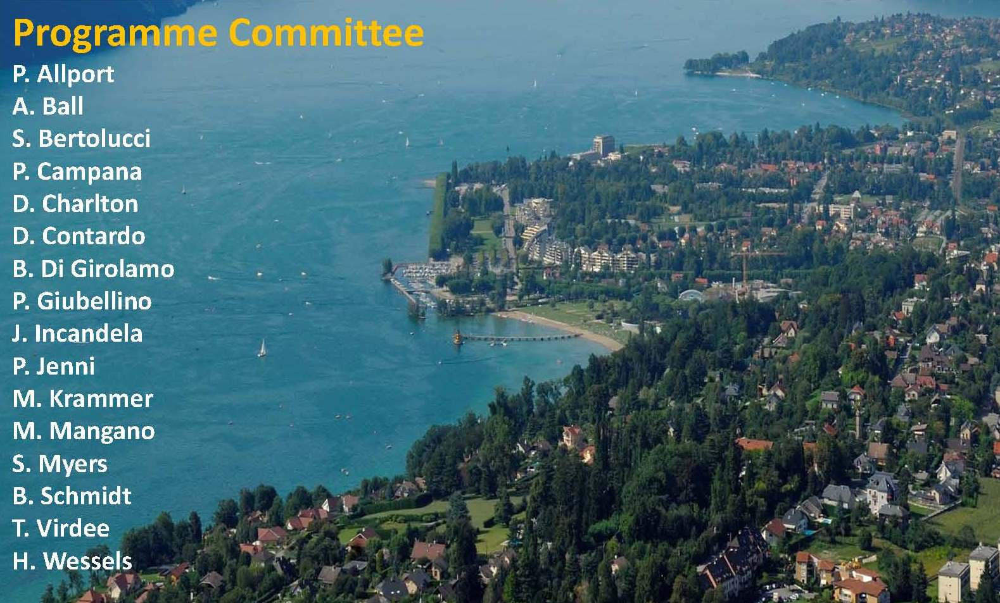 Programme Committee
P. Allport
A. Ball
S. Bertolucci
P. Campana
D. Charlton
D. Contardo
B. Di Girolamo
P. Giubellino
J. Incandela
P. Jenni
M. Krammer
M. Mangano
S. Myers
B. Schmidt
T. Virdee
H. Wessels